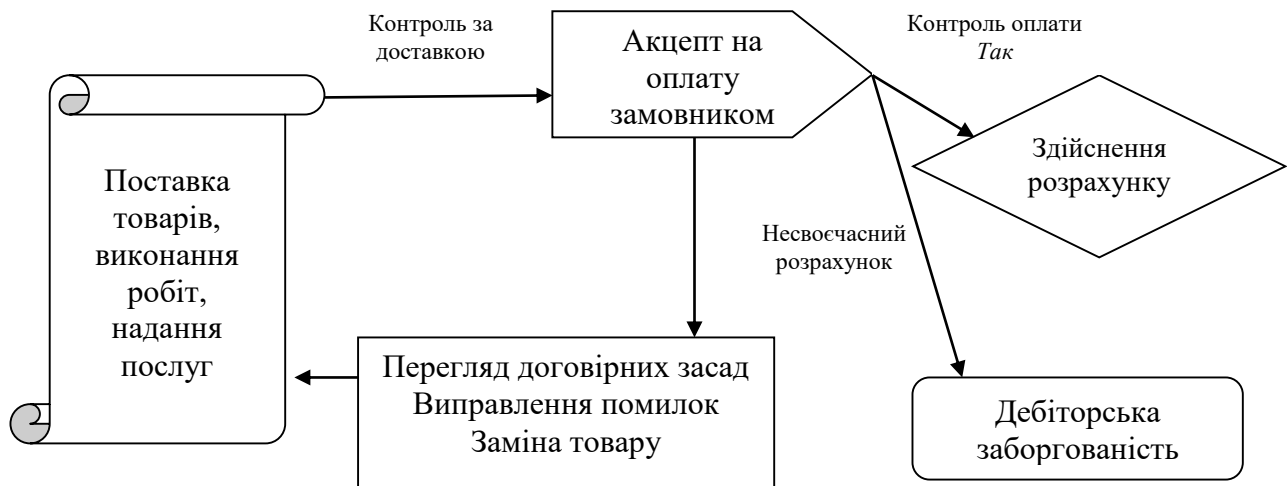 Контроль за
доставкою
Акцепт на
оплату
замовником
Контроль оплати
Так
Поставка
товарів,
виконання
робіт,
надання
послуг
Здійснення
розрахунку
Несвоєчасний
розрахунок
Перегляд договірних засад
Виправлення помилок
Заміна товару
Дебіторська
заборгованість